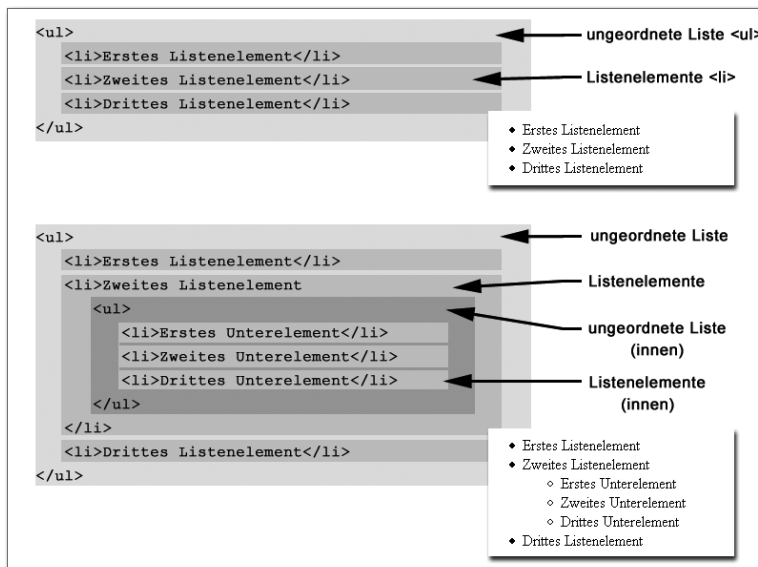 <ul>
ungeordnete Liste <ul>
<li>Erstes Listenelement</li>
<li>Zweites Listenelement</li>
Listenelemente <li>
<li>Drittes Listenelement</li>
</ul>
Erstes Listenelement
Zweites Listenelement
Drittes Listenelement
<ul>
ungeordnete Liste
<li>Erstes Listenelement</li>
<li>Zweites Listenelement
Listenelemente
<ul>
ungeordnete Liste
(innen)
<li>Erstes Unterelement</li>
<li>Zweites Unterelement</li>
<li>Drittes Unterelement</li>
Listenelemente
(innen)
</ul>
</li>
<li>Drittes Listenelement</li>
</ul>
Erstes Listenelement
Zweites Listenelement
Erstes Unterelement
Zweites Unterelement
Drittes Unterelement
Drittes Listenelement